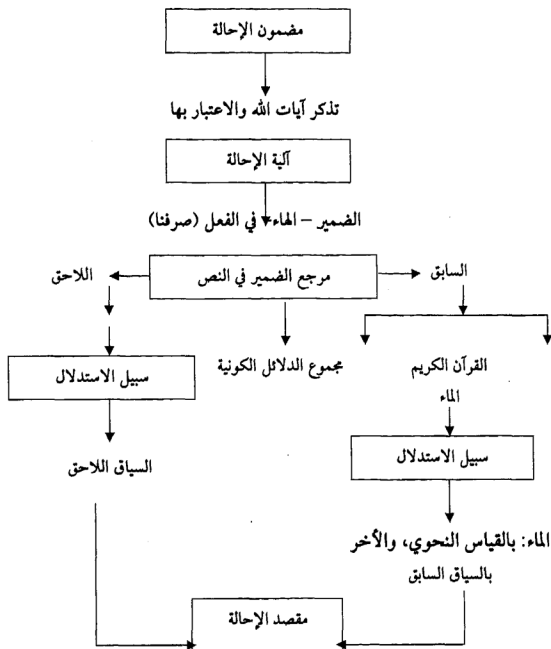 مضمون الإحالة
تذكر آيات الله والاعتبار بها
آلية الإحالة
الضمير – الهاء- في الفعل (صرفنا)
السابق
مرجع الضمير في النص
اللاحق
القرآن الكريم
مجموع الدلائل الكونية
سبيل الاستدلال
الماء
سبيل الاستدلال
السياق اللاحق
الماء: بالقياس النحوي، والأخر
بالسياق السابق
مقصد الإحالة